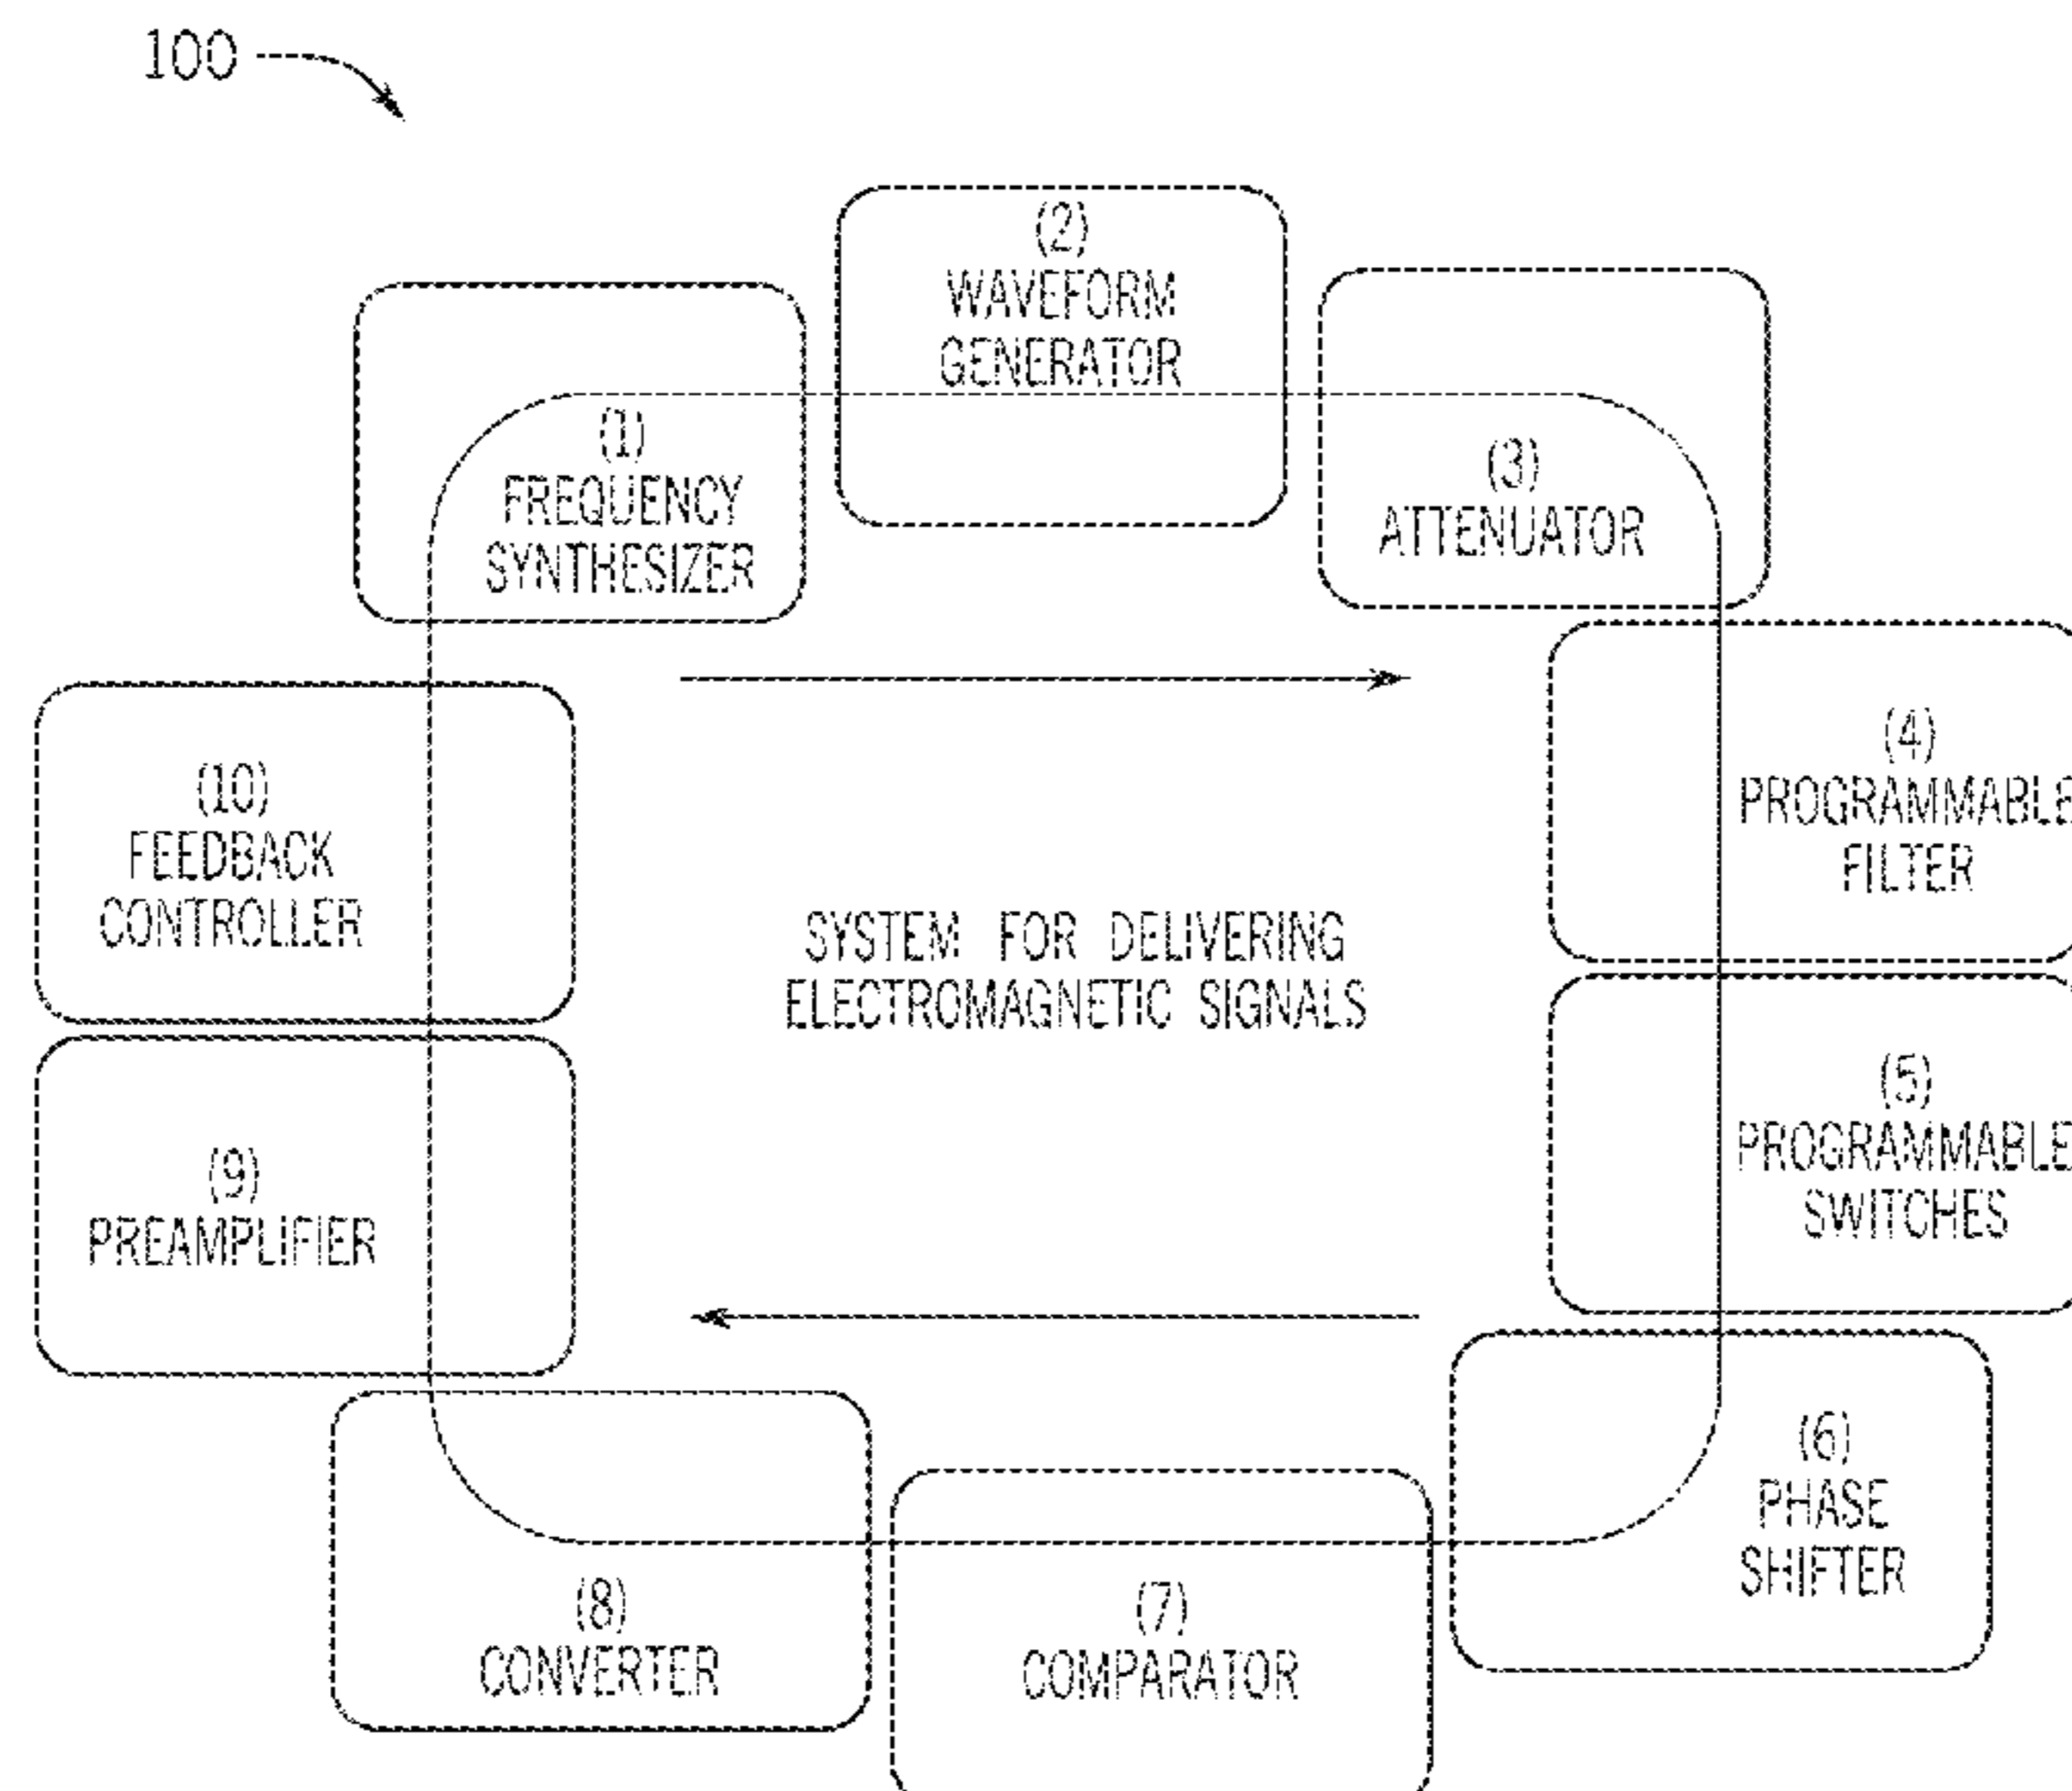 100
(1)
FREQUENCY
SYNTHESIZER
(2)
WAVEFORM
GENERATOR
(3)
ATTENUATOR
(4)
PROGRAMMABLE
FILTER
(5)
PROGRAMMABLE
SWITCHES
(6)
PHASE
SHIFTER
(7)
COMPARATOR
(8)
CONVERTER
(9)
PREAMPLIFIER
(10)
FEEDBACK
CONTROLLER
SYSTEM FOR DELIVERING
ELECTROMAGNETIC SIGNALS